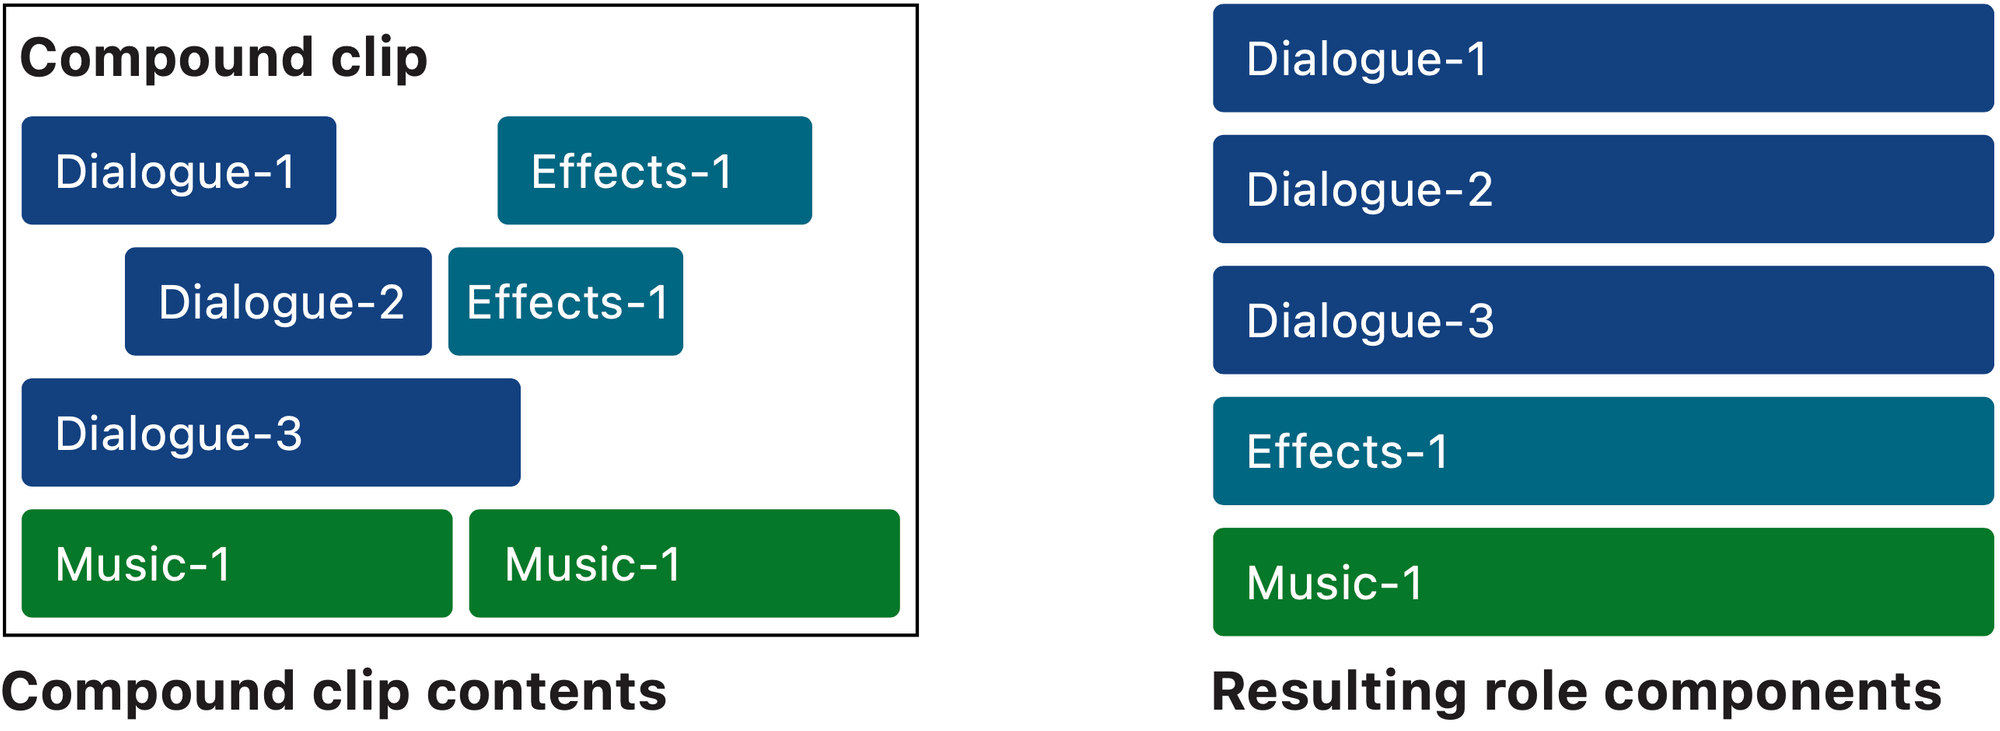 Compound clip
Dialogue-1
Effects-1
Dialogue-2
Effects-1
Dialogue-3
Music-1
Music-1
Compound clip contents
Dialogue-1
Dialogue-2
Dialogue-3
Effects-1
Music-1
Resulting role components